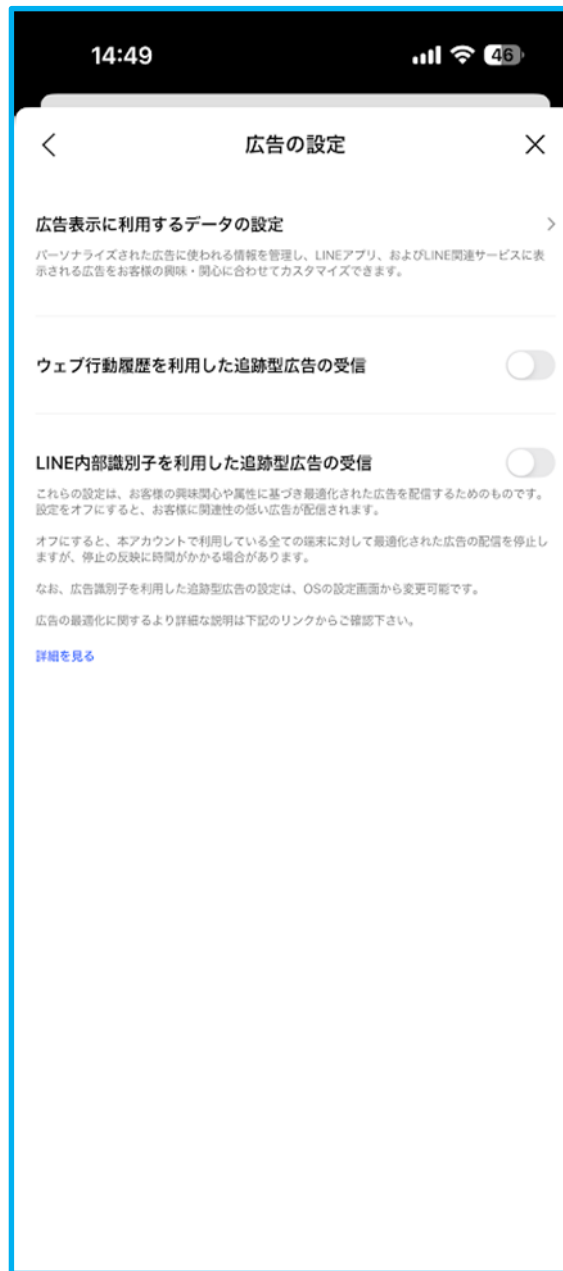 14:49
46
広告の設定
広告表示に利用するデータの設定
パーソナライズされた広告に使われる情報を管理し、LINEアプリ、およびLINE関連サービスに表
示される広告をお客様の興味・関心に合わせてカスタマイズできます。
ウェブ行動履歴を利用した追跡型広告の受信
LINE内部識別子を利用した追跡型広告の受信
これらの設定は、お客様の興味関心や属性に基づき最適化された広告を配信するためのものです。
設定をオフにすると、お客様に関連性の低い広告が配信されます。
オフにすると、本アカウントで利用している全ての端末に対して最適化された広告の配信を停止し
ますが、停止の反映に時間がかかる場合があります。
なお、広告識別子を利用した追跡型広告の設定は、OSの設定画面から変更可能です。
広告の最適化に関するより詳細な説明は下記のリンクからご確認下さい。
詳細を見る